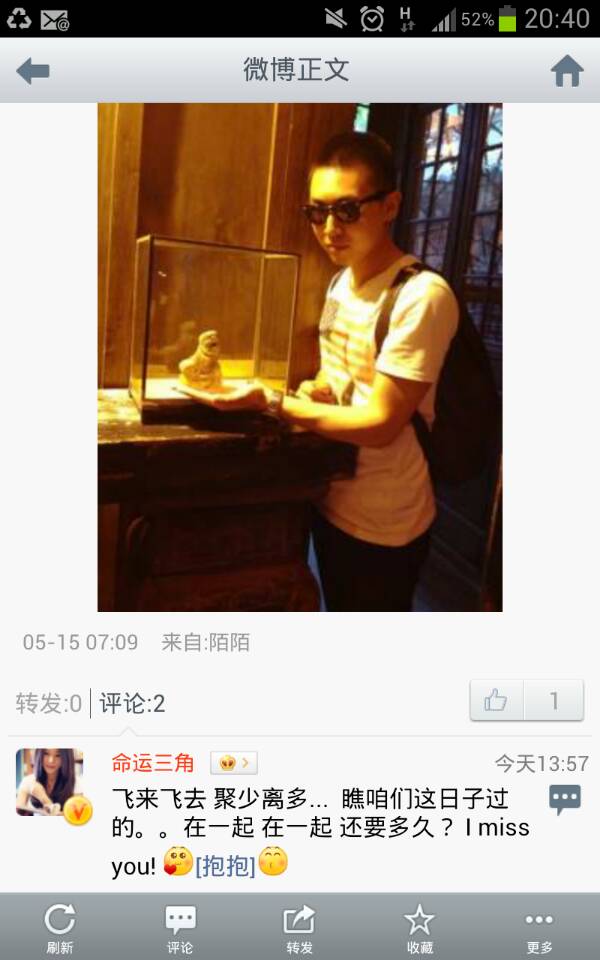 H 52% 20:40
微博正文
05-15 07:09 来自:陌陌
转发:0 评论:2
1
命运三角 今天13:57
飞来飞去 聚少离多... 瞧咱们这日子过
的。。在一起 在一起 还要多久？ I miss
you! [抱抱]
刷新 评论 转发 收藏 更多